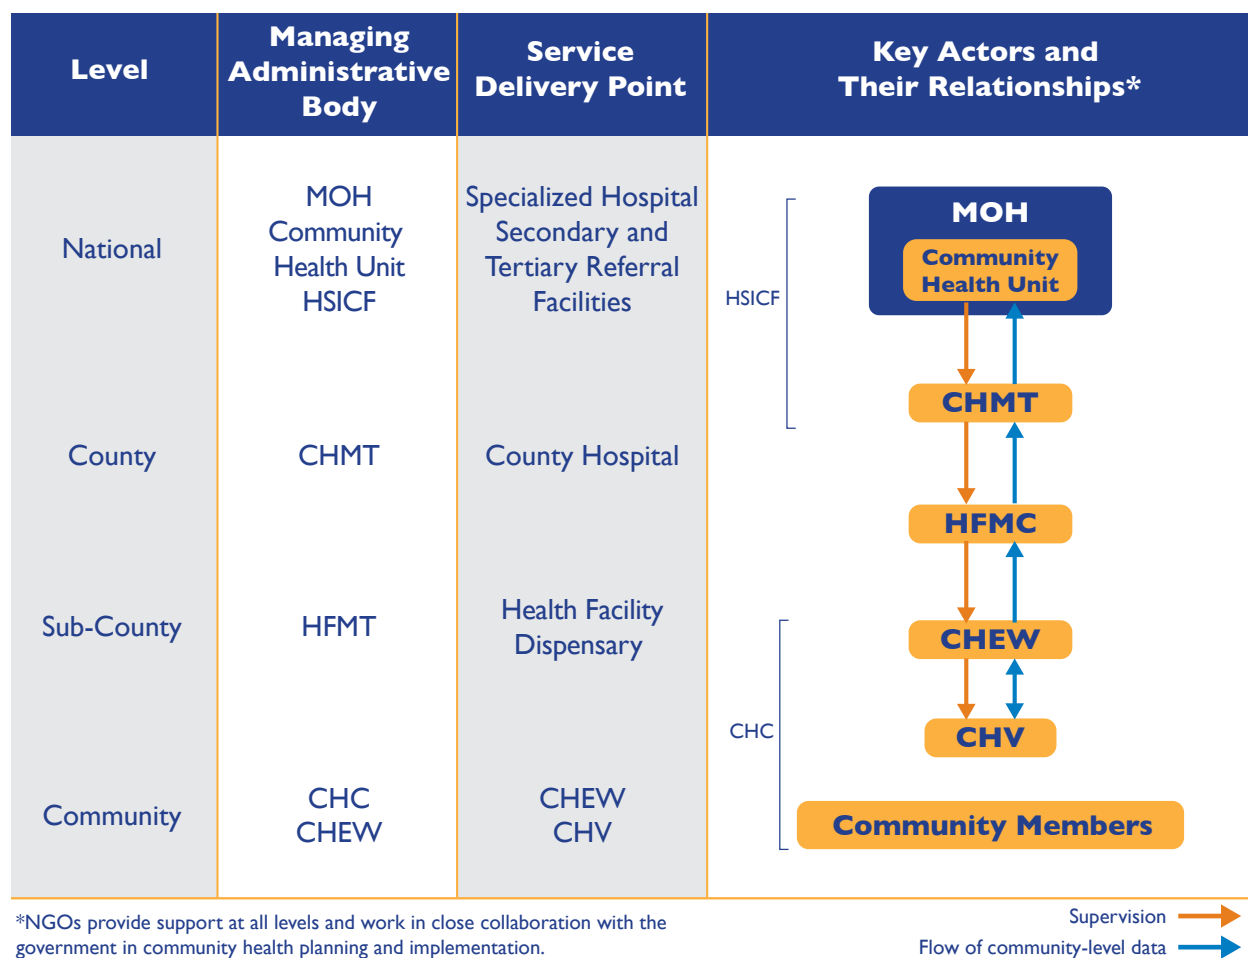 Level
Managing
Administrative
Body
Service
Delivery Point
Key Actors and
Their Relationships*
National
MOH
Community
Health Unit
HSICF
Specialized Hospital
Secondary and
Tertiary Referral
Facilities
County
CHMT
County Hospital
Sub-County
HFMT
Health Facility
Dispensary
Community
CHC
CHEW
CHEW
CHV
HSICF
MOH
Community
Health Unit
CHMT
HFMC
CHEW
CHC
CHV
Community Members
*NGOs provide support at all levels and work in close collaboration with the
government in community health planning and implementation.
Supervision
Flow of community-level data